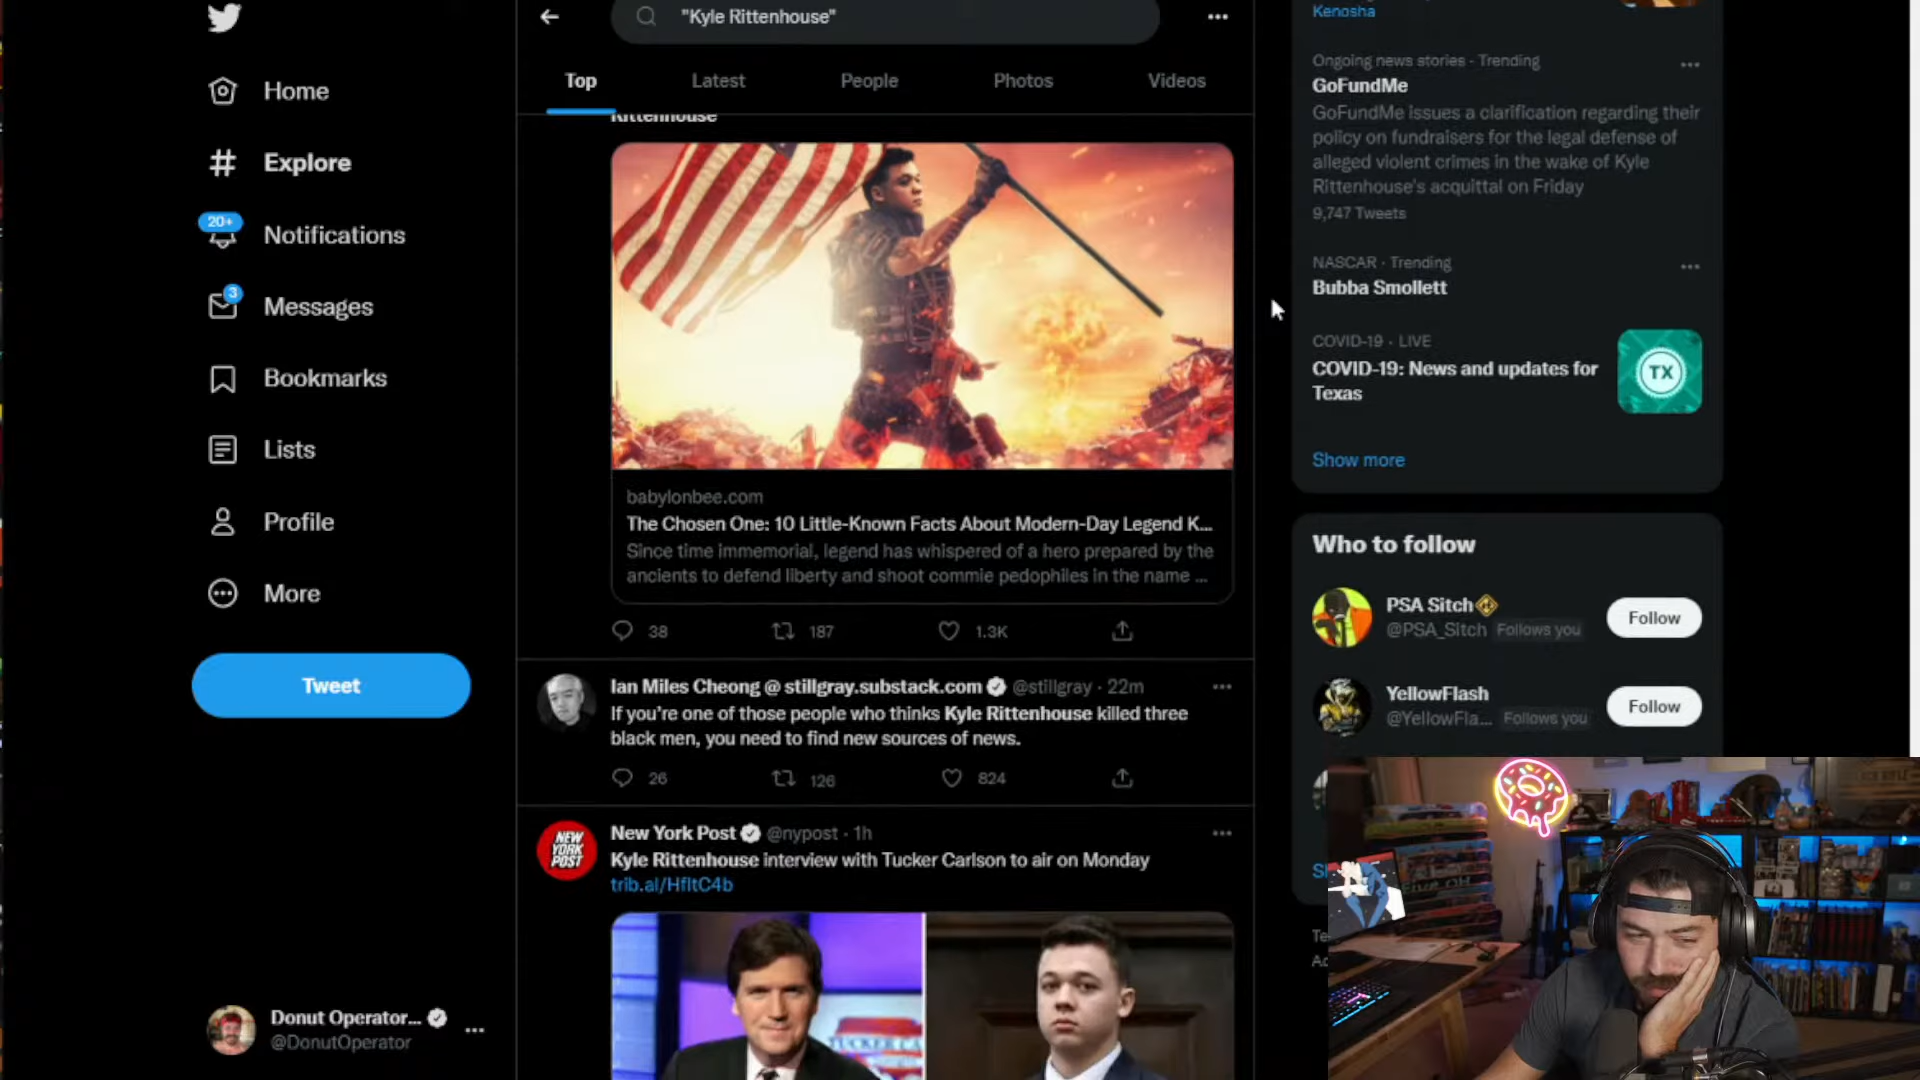 "Kyle Rittenhouse"
Home
Explore
20+
Notifications
3
Messages
Bookmarks
Lists
Profile
More
Tweet
Donut Operator...
@DonutOperator
Top
Latest
People
Photos
Videos
Rittenhouse
babylonbee.com
The Chosen One: 10 Little-Known Facts About Modern-Day Legend K...
Since time immemorial, legend has whispered of a hero prepared by the
ancients to defend liberty and shoot commie pedophiles in the name ...
38
187
1.3K
Ian Miles Cheong @ stillgray.substack.com @stillgray · 22m
If you're one of those people who thinks Kyle Rittenhouse killed three
black men, you need to find new sources of news.
26
126
824
NEW
YORK
POST
New York Post @nypost · 1h
Kyle Rittenhouse interview with Tucker Carlson to air on Monday
trib.al/HfItC4b
TUCKER CA
Kenosha
Ongoing news stories · Trending
GoFundMe
GoFundMe issues a clarification regarding their
policy on fundraisers for the legal defense of
alleged violent crimes in the wake of Kyle
Rittenhouse's acquittal on Friday
9,747 Tweets
NASCAR · Trending
Bubba Smollett
COVID-19 · LIVE
COVID-19: News and updates for
Texas
TX
Show more
Who to follow
PSA Sitch
@PSA_Sitch Follows you
Follow
YellowFlash
@YellowFla... Follows you
Follow